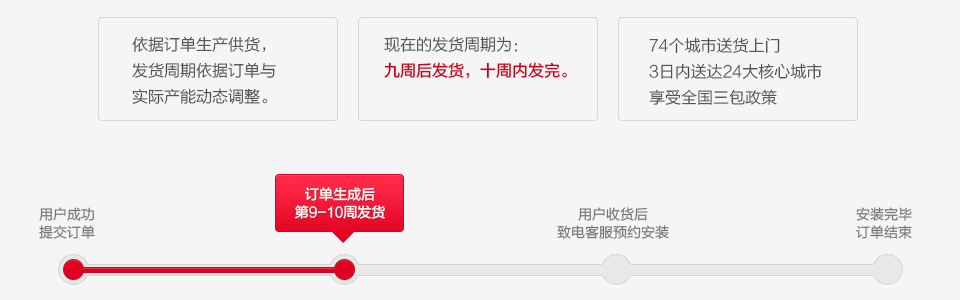 依据订单生产供货，
发货周期依据订单与
实际产能动态调整。
现在的发货周期为：
九周后发货，十周内发完。
74个城市送货上门
3日内送达24大核心城市
享受全国三包政策
用户成功
提交订单
订单生成后
第9-10周发货
用户收货后
致电客服预约安装
安装完毕
订单结束